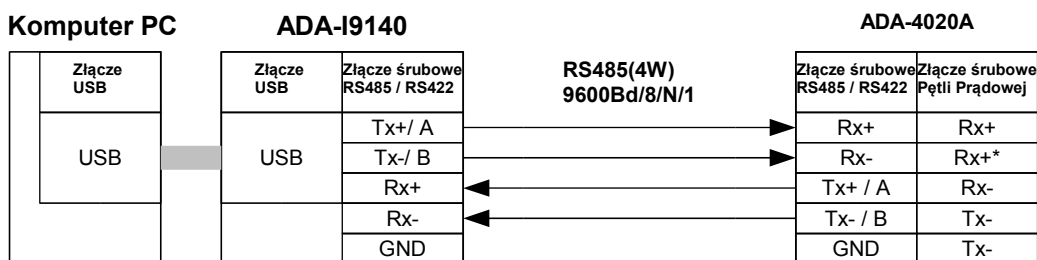 Komputer PC
ADA-I9140
ADA-4020A
Złącze
USB
Złącze
USB
Złącze śrubowe
RS485 / RS422
RS485(4W)
9600Bd/8/N/1
Złącze śrubowe
RS485 / RS422
Złącze śrubowe
Pętli Prądowej
USB
USB
Tx+/ A
Rx+
Rx+
Tx-/ B
Rx-
Rx+*
Rx+
Tx+ / A
Rx-
Rx-
Tx- / B
Tx-
GND
GND
Tx-